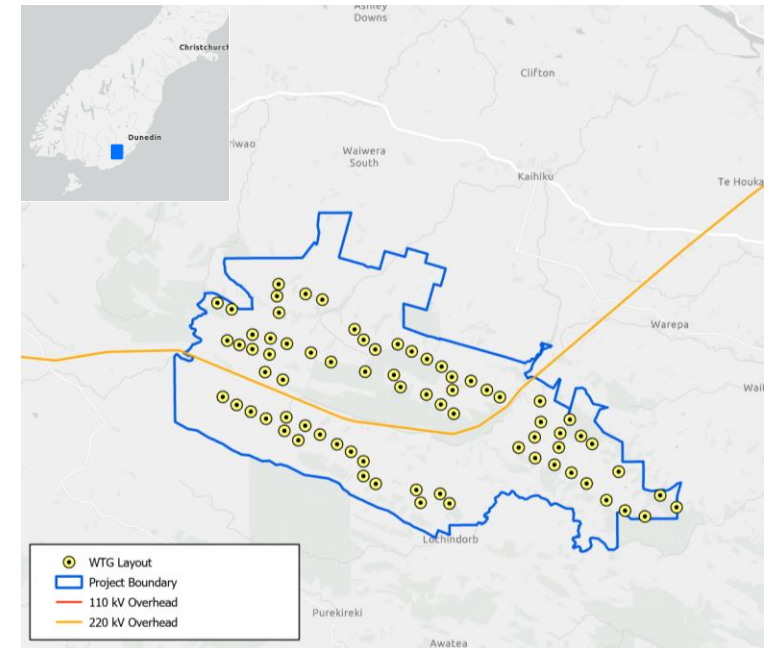 Ashley
Downs
Christchurch
Clifton
Dunedin
Waiwera
South
Kaihiku
Te Houka
Warepa
Lochindorb
WTG Layout
Project Boundary
110 kV Overhead
220 kV Overhead
Purekireki
Awatea